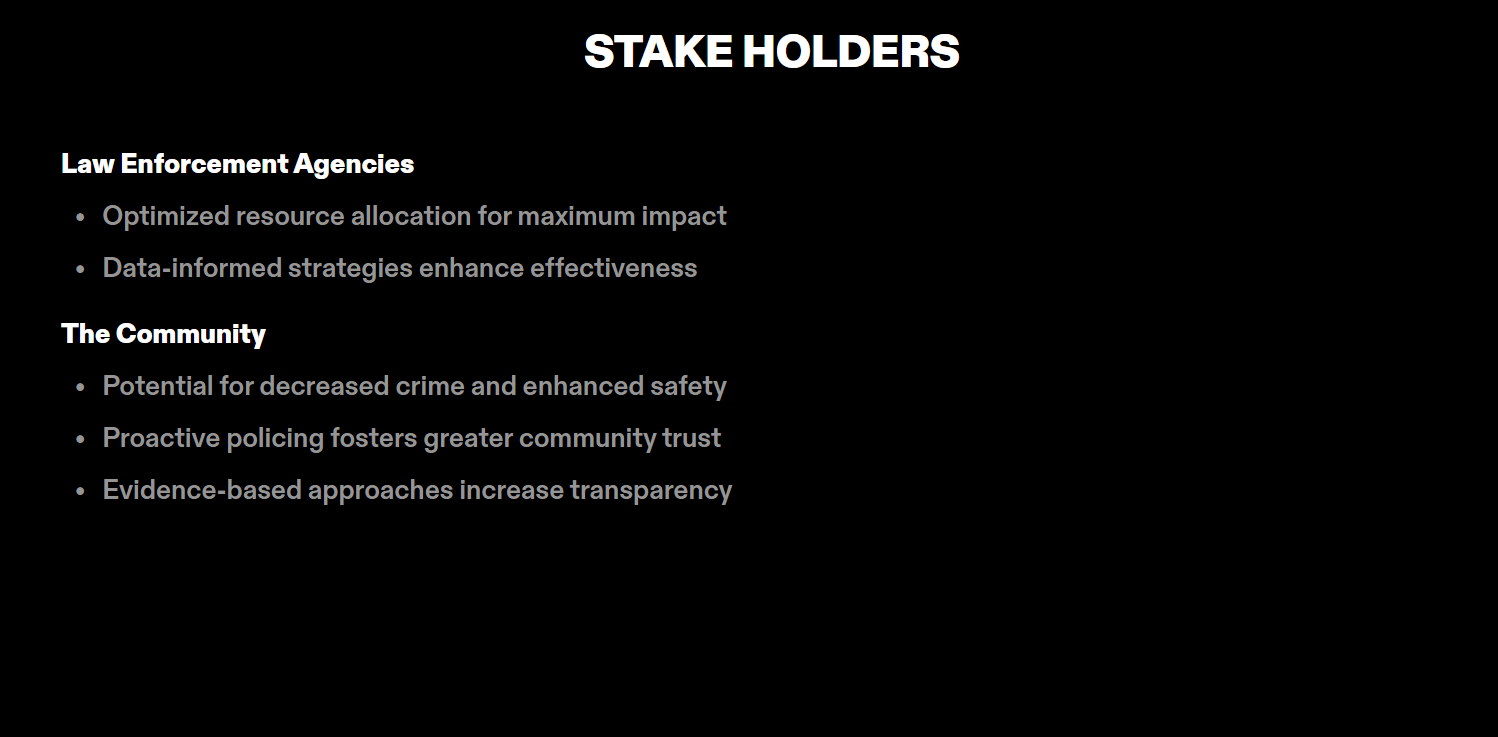 STAKE HOLDERS
Law Enforcement Agencies
• Optimized resource allocation for maximum impact
• Data-informed strategies enhance effectiveness
The Community
• Potential for decreased crime and enhanced safety
• Proactive policing fosters greater community trust
• Evidence-based approaches increase transparency